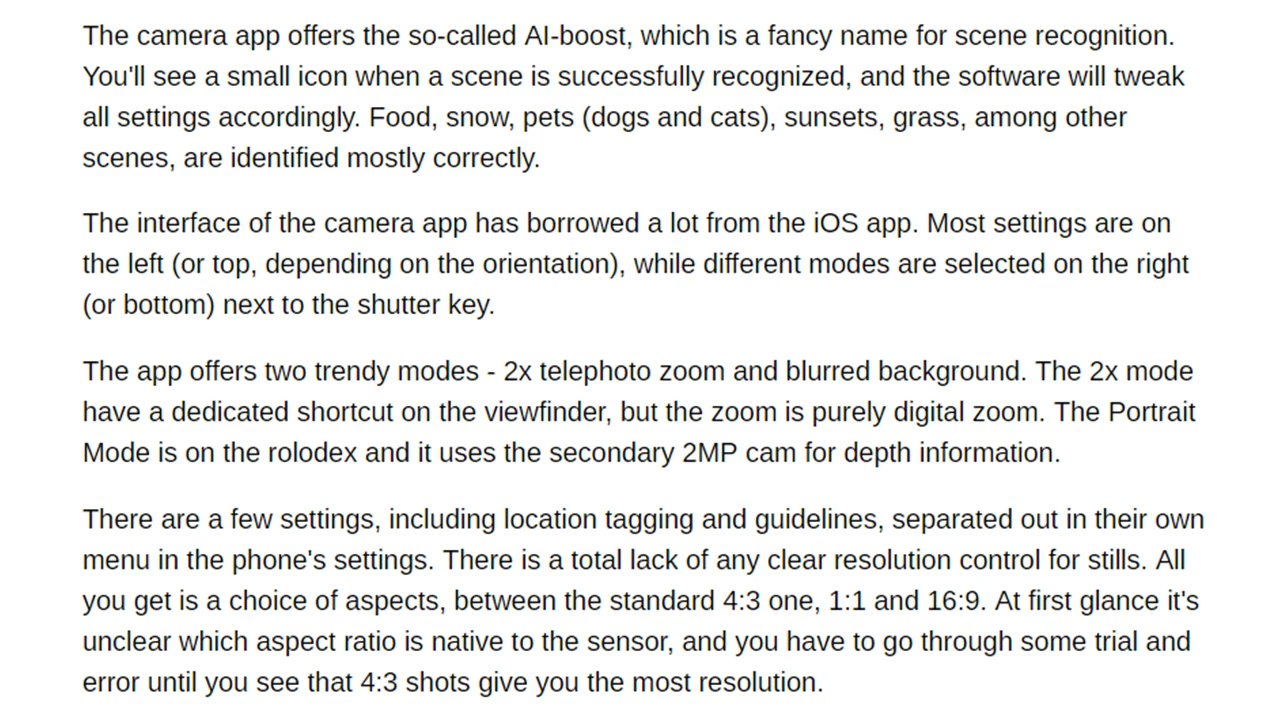 The camera app offers the so-called AI-boost, which is a fancy name for scene recognition.
You'll see a small icon when a scene is successfully recognized, and the software will tweak
all settings accordingly. Food, snow, pets (dogs and cats), sunsets, grass, among other
scenes, are identified mostly correctly.
The interface of the camera app has borrowed a lot from the iOS app. Most settings are on
the left (or top, depending on the orientation), while different modes are selected on the right
(or bottom) next to the shutter key.
The app offers two trendy modes - 2x telephoto zoom and blurred background. The 2x mode
have a dedicated shortcut on the viewfinder, but the zoom is purely digital zoom. The Portrait
Mode is on the rolodex and it uses the secondary 2MP cam for depth information.
There are a few settings, including location tagging and guidelines, separated out in their own
menu in the phone's settings. There is a total lack of any clear resolution control for stills. All
you get is a choice of aspects, between the standard 4:3 one, 1:1 and 16:9. At first glance it's
unclear which aspect ratio is native to the sensor, and you have to go through some trial and
error until you see that 4:3 shots give you the most resolution.